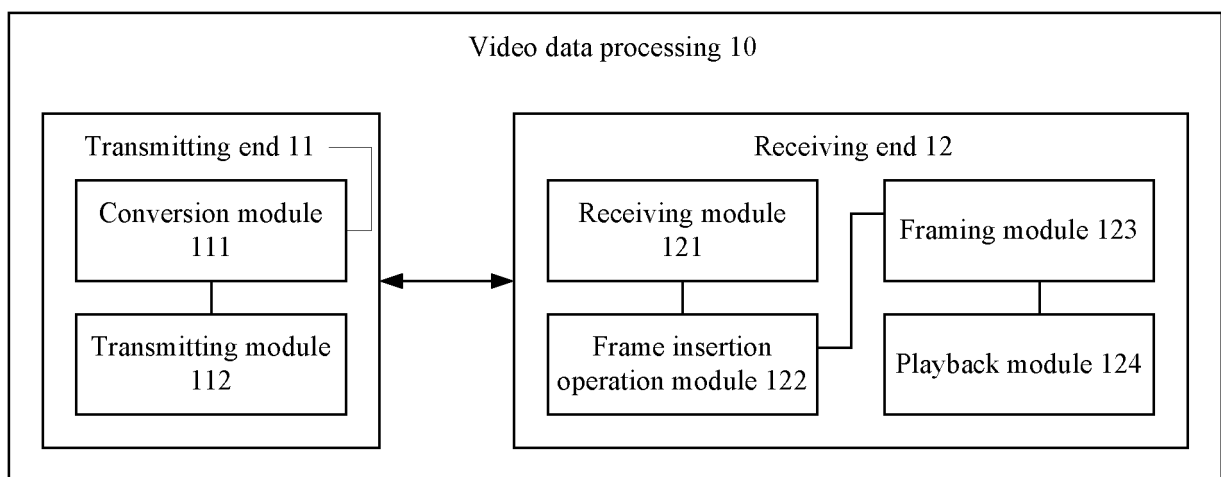 Video data processing 10
Transmitting end 11
Conversion module
111
Transmitting module
112
Receiving end 12
Receiving module
121
Frame insertion
operation module 122
Framing module 123
Playback module 124